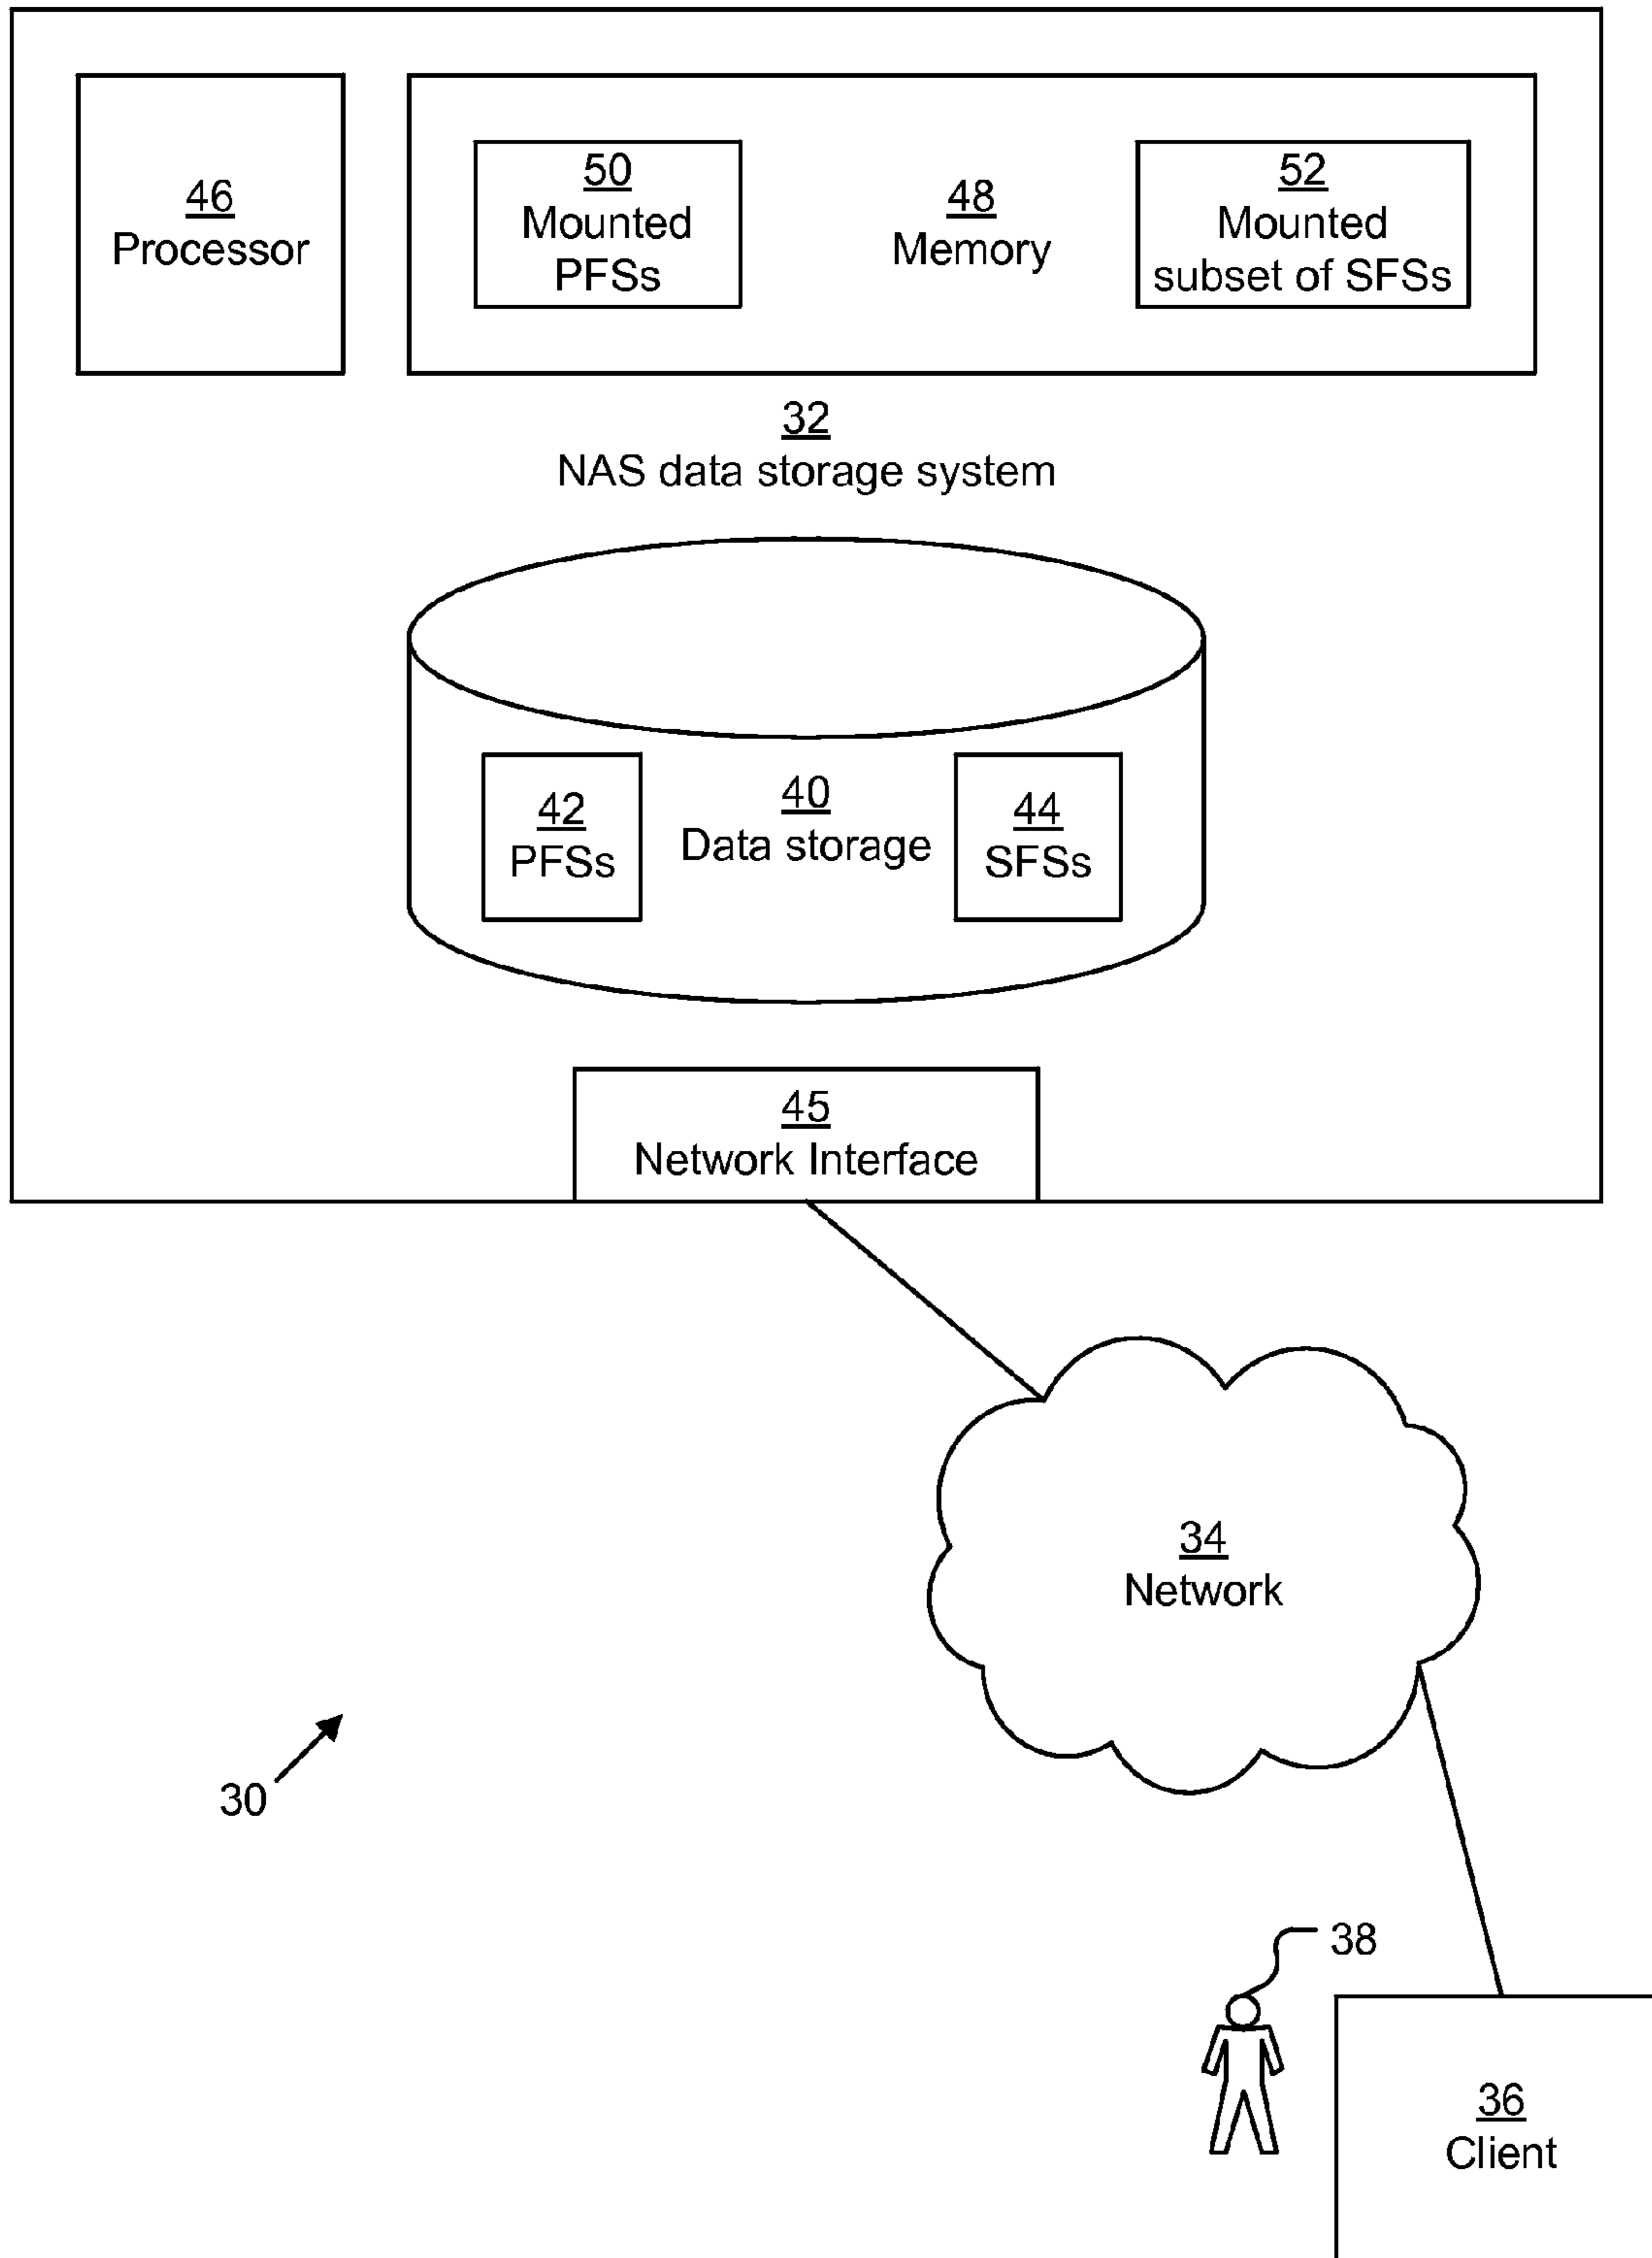 46
Processor
50
Mounted
PFSs
48
Memory
52
Mounted
subset of SFSs
32
NAS data storage system
42
PFSs
40
Data storage
44
SFSs
45
Network Interface
34
Network
30
38
36
Client